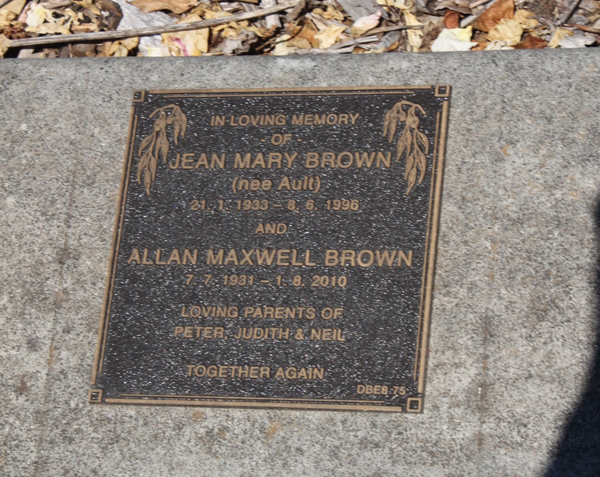 IN LOVING MEMORY
- OF -
JEAN MARY BROWN
(nee Ault)
21. 1. 1933 – 8. 6. 1996
AND
ALLAN MAXWELL BROWN
7. 7. 1931 – 1. 8. 2010
LOVING PARENTS OF
PETER, JUDITH & NEIL
TOGETHER AGAIN
DBE8-75